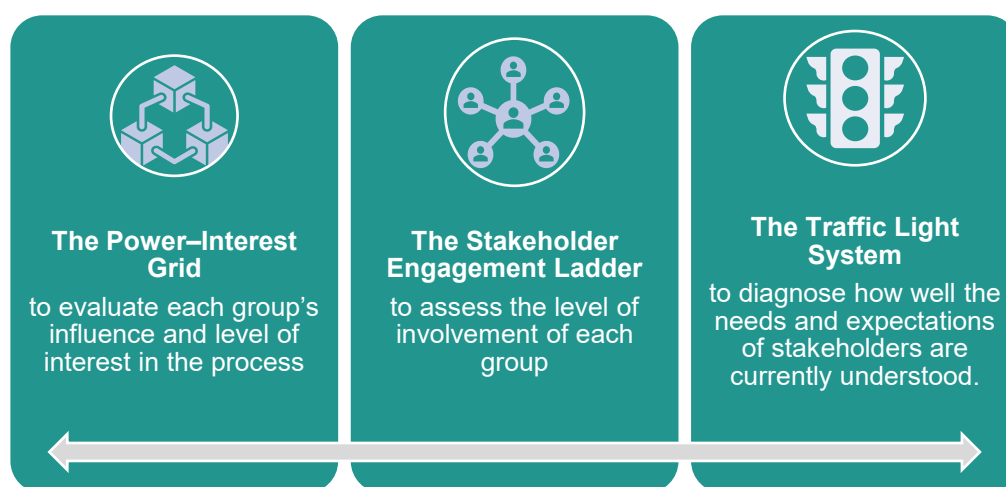 The Power–Interest
Grid
to evaluate each group's
influence and level of
interest in the process
The Stakeholder
Engagement Ladder
to assess the level of
involvement of each
group
The Traffic Light
System
to diagnose how well the
needs and expectations
of stakeholders are
currently understood.